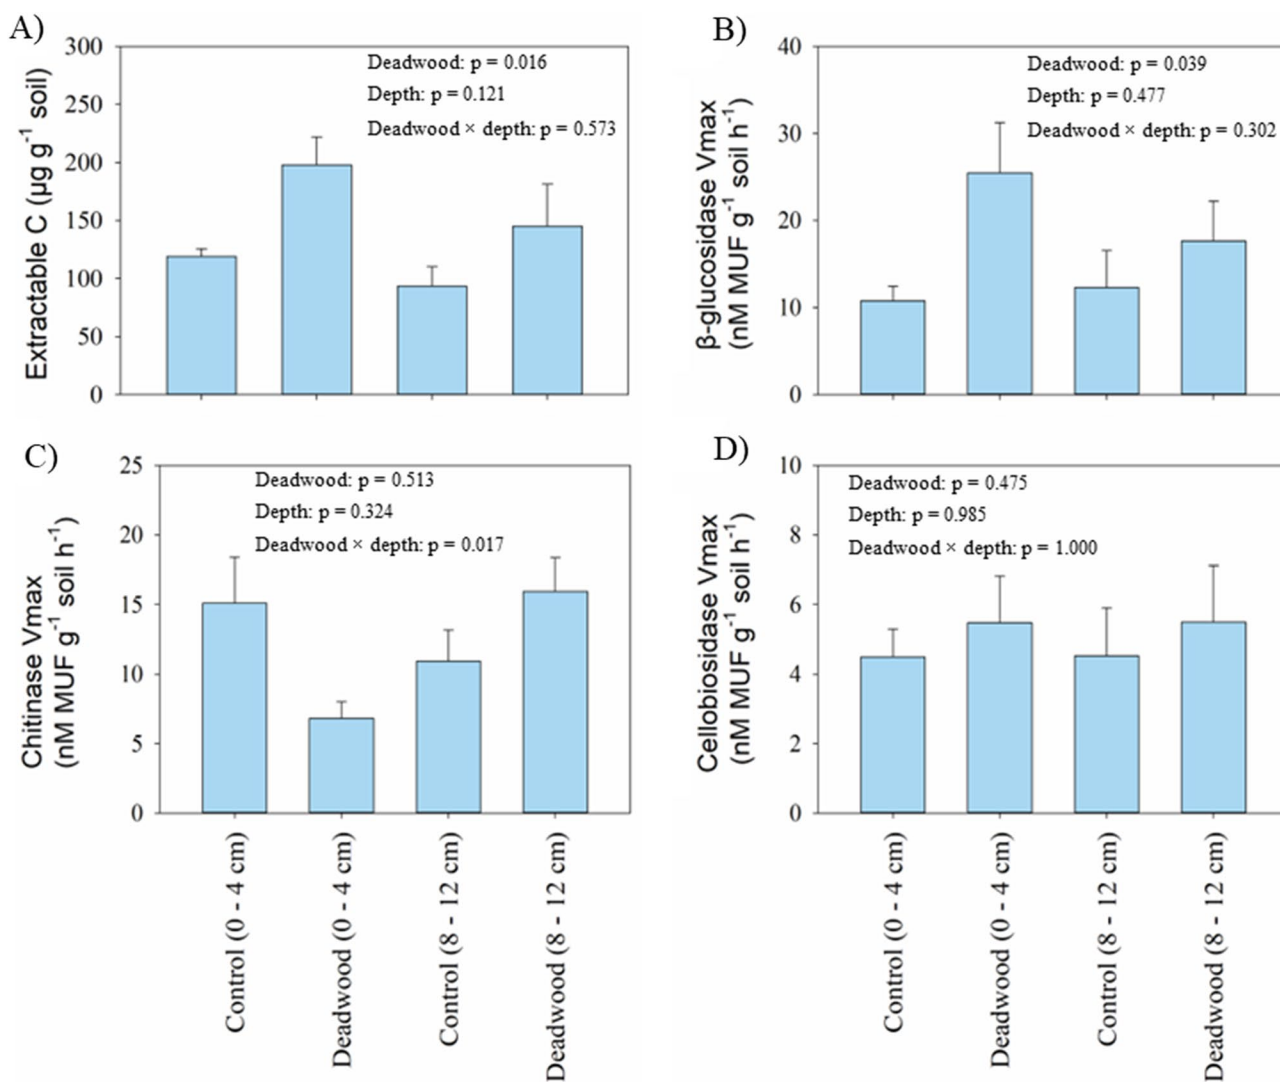 A)
Extractable C (µg g⁻¹ soil)
300
250
200
150
100
50
0
Deadwood: p = 0.016
Depth: p = 0.121
Deadwood × depth: p = 0.573
B)
β-glucosidase Vmax
(nM MUF g⁻¹ soil h⁻¹)
40
30
20
10
0
Deadwood: p = 0.039
Depth: p = 0.477
Deadwood × depth: p = 0.302
C)
Chitinase Vmax
(nM MUF g⁻¹ soil h⁻¹)
25
20
15
10
5
0
Deadwood: p = 0.513
Depth: p = 0.324
Deadwood × depth: p = 0.017
Control (0 - 4 cm)
Deadwood (0 - 4 cm)
Control (8 - 12 cm)
Deadwood (8 - 12 cm)
D)
Cellobiosidase Vmax
(nM MUF g⁻¹ soil h⁻¹)
10
8
6
4
2
0
Deadwood: p = 0.475
Depth: p = 0.985
Deadwood × depth: p = 1.000
Control (0 - 4 cm)
Deadwood (0 - 4 cm)
Control (8 - 12 cm)
Deadwood (8 - 12 cm)